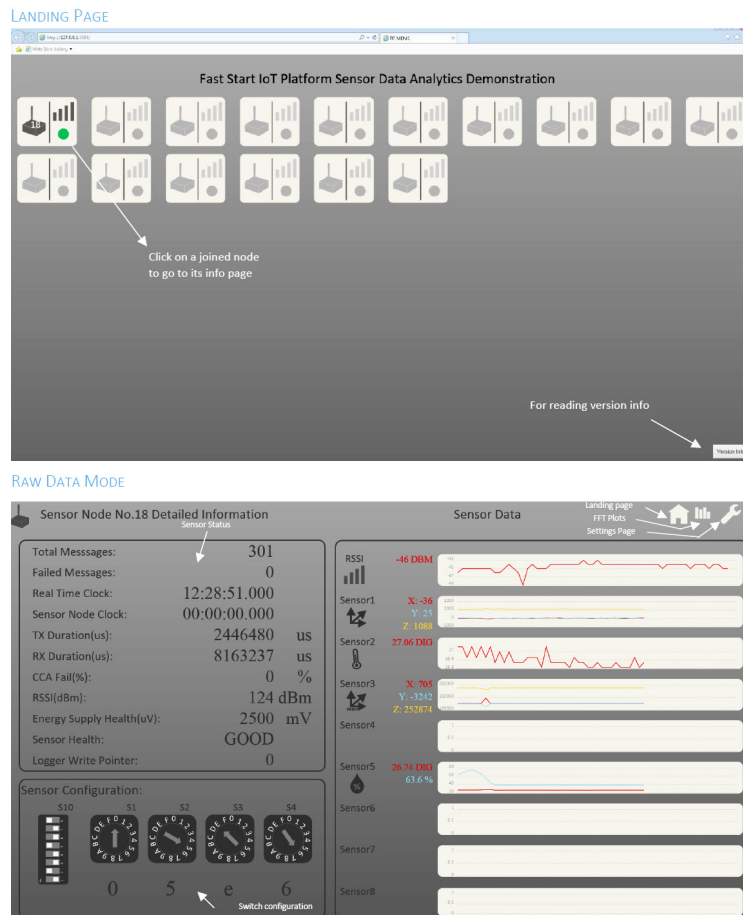 LANDING PAGE
RF MEMS
Fast Start IoT Platform Sensor Data Analytics Demonstration
18
Click on a joined node
to go to its info page
For reading version info
RAW DATA MODE
Sensor Node No.18 Detailed Information
Sensor Status
Total Messsages: 301
Failed Messages: 0
Real Time Clock: 12:28:51.000
Sensor Node Clock: 00:00:00.000
TX Duration(us): 2446480 us
RX Duration(us): 8163237 us
CCA Fail(%): 0 %
RSSI(dBm): 124 dBm
Energy Supply Health(uV): 2500 mV
Sensor Health: GOOD
Logger Write Pointer: 0
Sensor Configuration:
S10 S1 S2 S3 S4
0 5 e 6
Switch configuration
Sensor Data
Landing page
FFT Plots
Settings Page
RSSI -46 DBM
Sensor1 X: -36
Y: 25
Z: 1088
Sensor2 27.06 DIG
Sensor3 X: 705
Y: -3242
Z: 252874
Sensor4
Sensor5 26.74 DIG
63.6 %
Sensor6
Sensor7
Sensor8